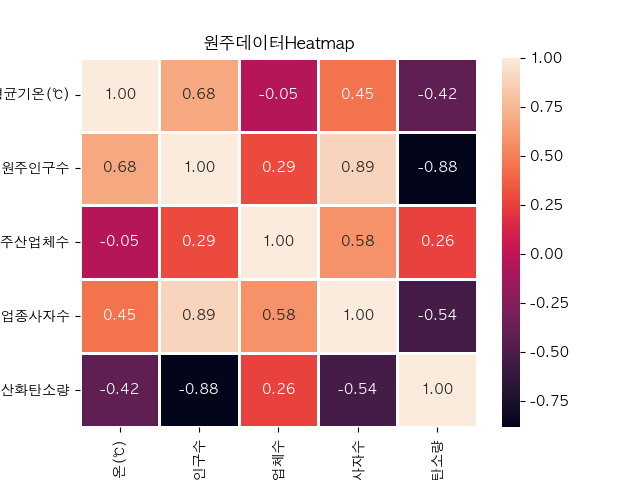 원주데이터Heatmap
평균기온(℃)
1.00 0.68 -0.05 0.45 -0.42
원주인구수
0.68 1.00 0.29 0.89 -0.88
주산업체수
-0.05 0.29 1.00 0.58 0.26
업종사자수
0.45 0.89 0.58 1.00 -0.54
산화탄소량
-0.42 -0.88 0.26 -0.54 1.00
온(℃)
인구수
업체수
사자수
탄소량
1.00
0.75
0.50
0.25
0.00
-0.25
-0.50
-0.75